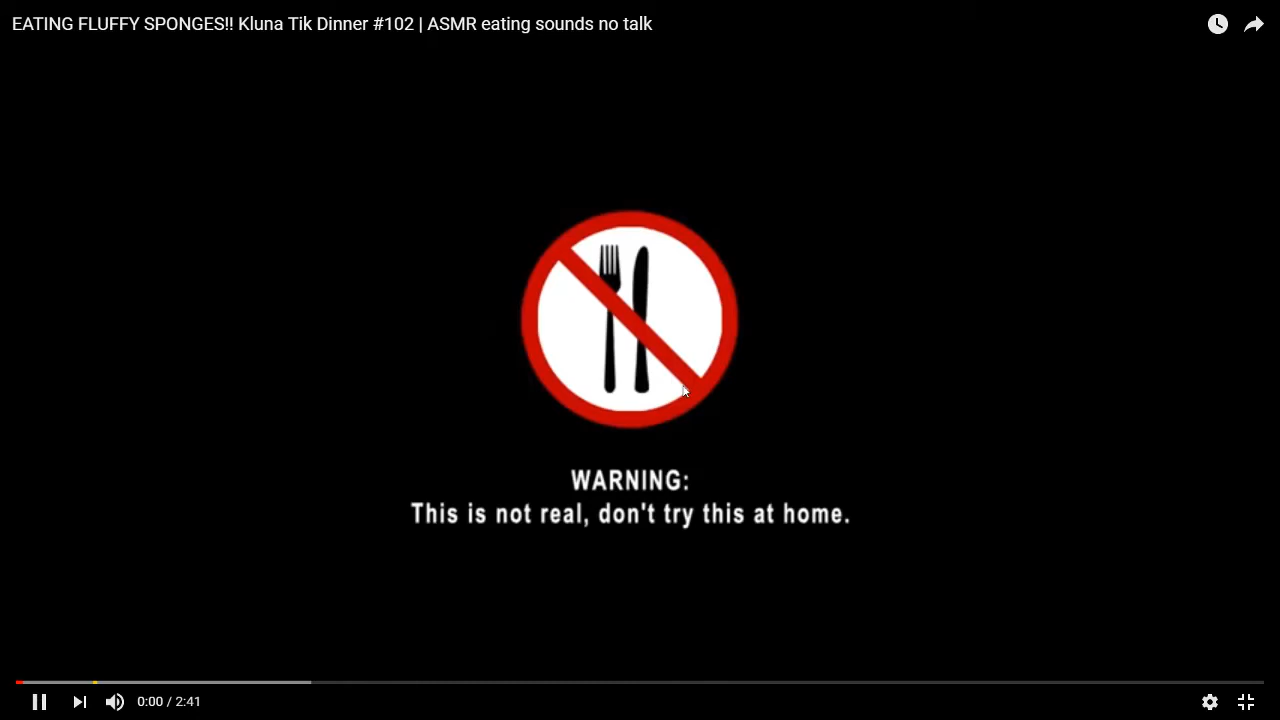 EATING FLUFFY SPONGES!! Kluna Tik Dinner #102 | ASMR eating sounds no talk
WARNING:
This is not real, don't try this at home.
0:00 / 2:41